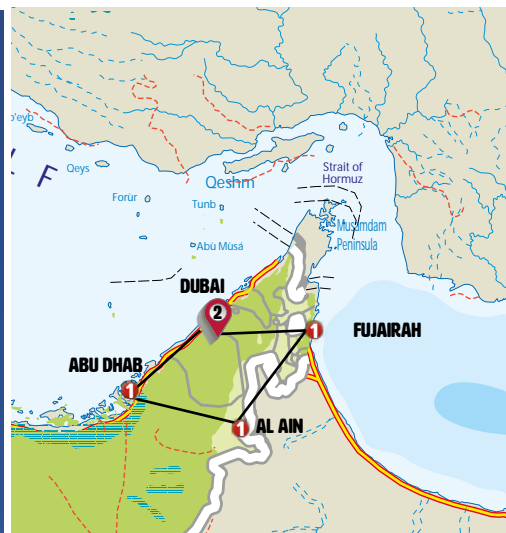 o'eyb
Qeys
F
Strait of
Hormuz
Qeshm
Forūr
Tunb
Musamdam
Peninsula
Abū Mūsá
DUBAI
2
1
FUJAIRAH
ABU DHAB
1
1
AL AIN